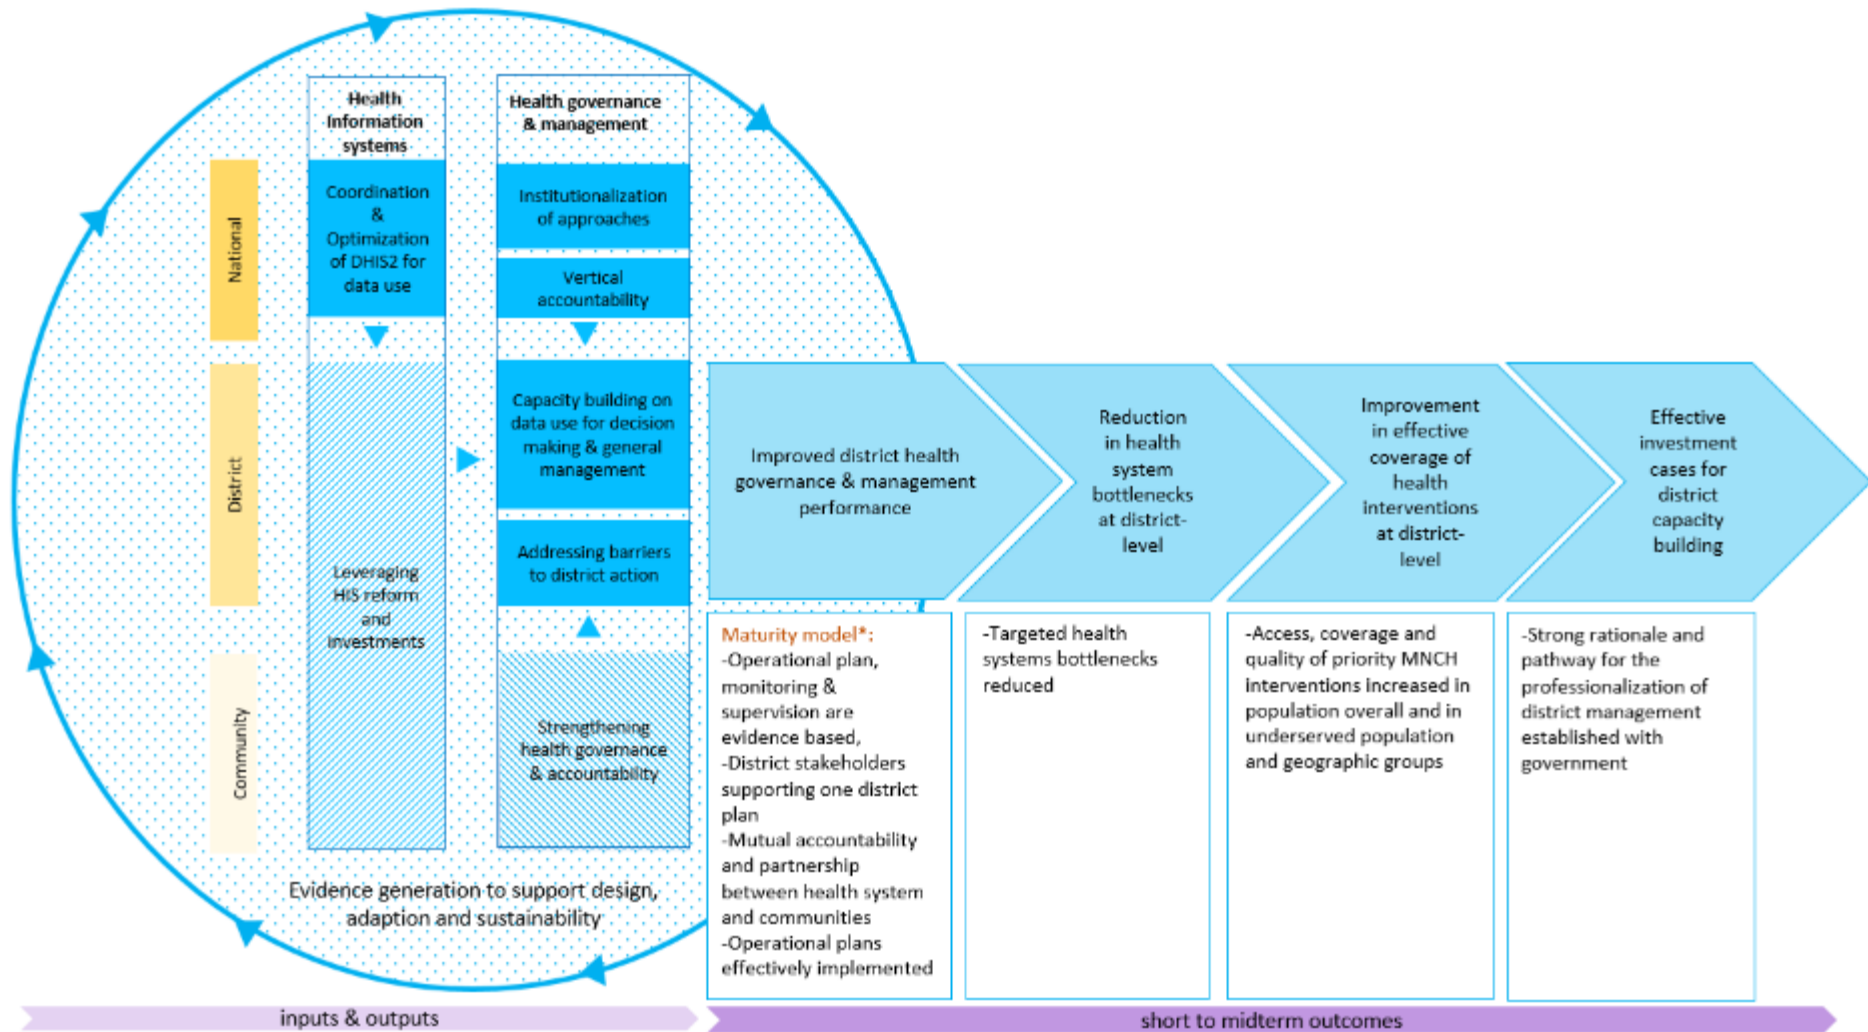 Health
Information
systems
Health governance
& management
National
Coordination
&
Optimization
of DHIS2 for
data use
Institutionalization
of approaches
Vertical
accountability
District
Leveraging
HIS reform
and
Investments
Capacity building on
data use for decision
making & general
management
Addressing barriers
to district action
Community
Strengthening
health governance
& accountability
Evidence generation to support design,
adaption and sustainability
Improved district health
governance & management
performance
Reduction
in health
system
bottlenecks
at district-
level
Improvement
in effective
coverage of
health
interventions
at district-
level
Effective
investment
cases for
district
capacity
building
Maturity model*:
-Operational plan,
monitoring &
supervision are
evidence based,
-District stakeholders
supporting one district
plan
-Mutual accountability
and partnership
between health system
and communities
-Operational plans
effectively implemented
-Targeted health
systems bottlenecks
reduced
-Access, coverage and
quality of priority MNCH
interventions increased in
population overall and in
underserved population
and geographic groups
-Strong rationale and
pathway for the
professionalization of
district management
established with
government
inputs & outputs
short to midterm outcomes